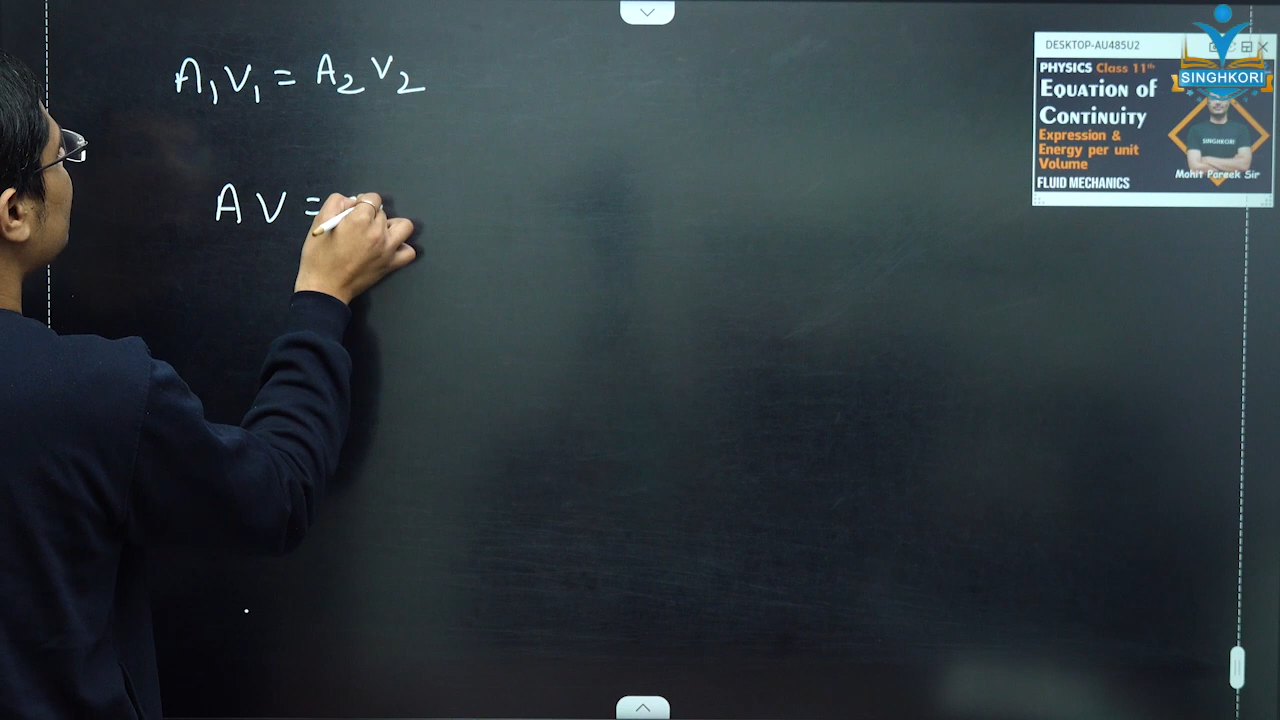 A₁V₁ = A₂V₂
AV =
DESKTOP-AU485U2
PHYSICS Class 11th
EQUATION OF
CONTINUITY
Expression &
Energy per unit
Volume
FLUID MECHANICS
SINGHKORI
SINGHKORI
Mohit Pareek Sir